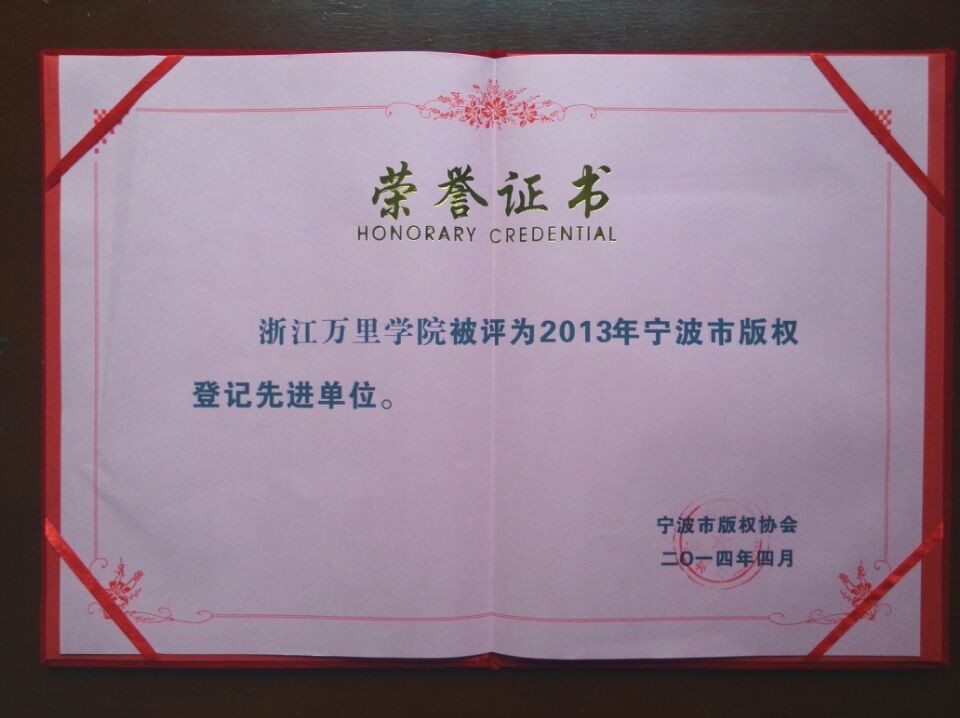 荣誉证书
HONORARY CREDENTIAL
浙江万里学院被评为2013年宁波市版权
登记先进单位。
宁波市版权协会
二〇一四年四月